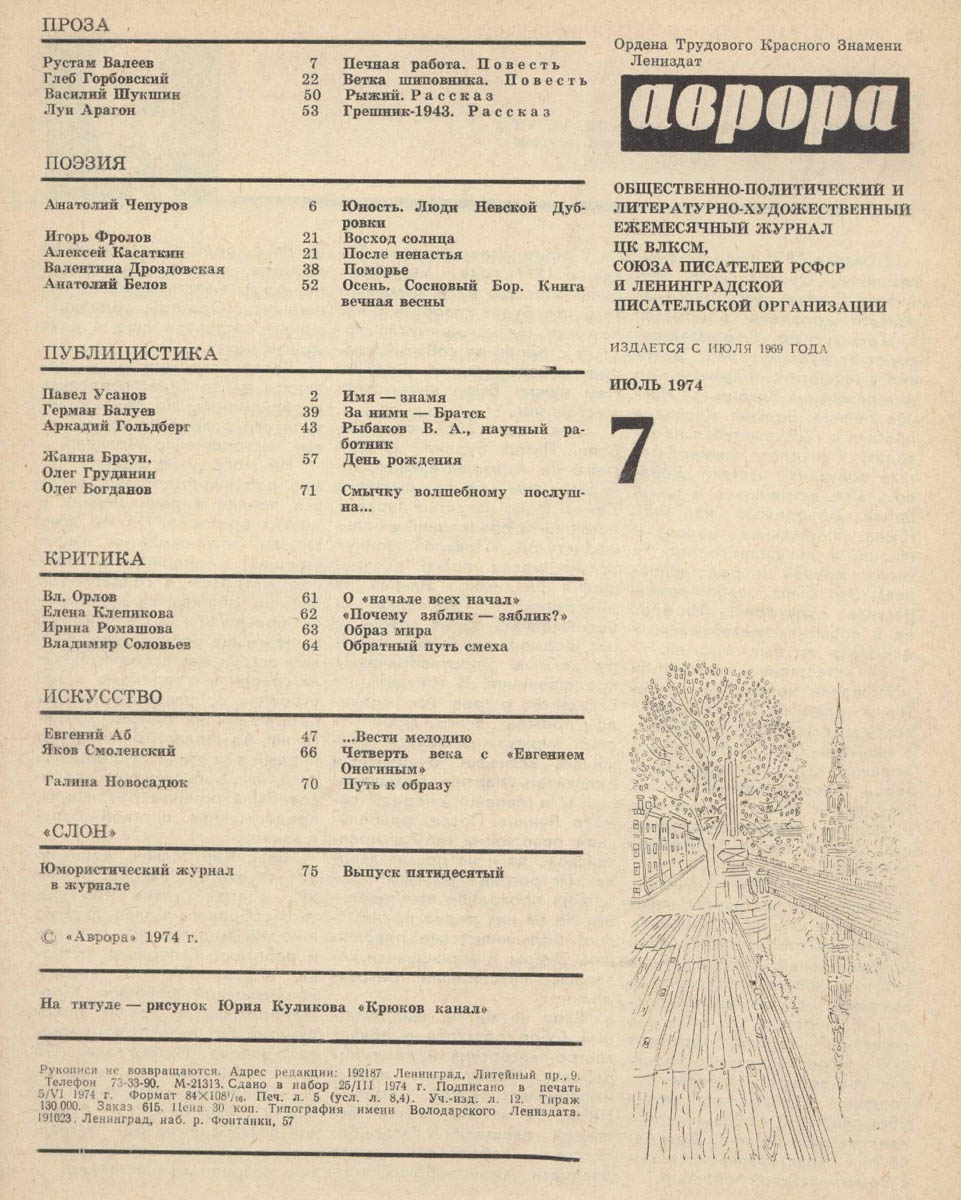 ПРОЗА
Рустам Валеев 7 Печная работа. Повесть
Глеб Горбовский 22 Ветка шиповника. Повесть
Василий Шукшин 50 Рыжий. Рассказ
Луи Арагон 53 Грешник-1943. Рассказ
ПОЭЗИЯ
Анатолий Чепуров 6 Юность. Люди Невской Дуб-
ровки
Игорь Фролов 21 Восход солнца
Алексей Касаткин 21 После ненастья
Валентина Дроздовская 38 Поморье
Анатолий Белов 52 Осень. Сосновый Бор. Книга
вечная весны
ПУБЛИЦИСТИКА
Павел Усанов 2 Имя — знамя
Герман Балуев 39 За ними — Братск
Аркадий Гольдберг 43 Рыбаков В. А., научный ра-
ботник
Жанна Браун, 57 День рождения
Олег Грудинин
Олег Богданов 71 Смычку волшебному послуш-
на...
КРИТИКА
Вл. Орлов 61 О «начале всех начал»
Елена Клепикова 62 «Почему зяблик — зяблик?»
Ирина Ромашова 63 Образ мира
Владимир Соловьев 64 Обратный путь смеха
ИСКУССТВО
Евгений Аб 47 ...Вести мелодию
Яков Смоленский 66 Четверть века с «Евгением
Онегиным»
Галина Новосадюк 70 Путь к образу
«СЛОН»
Юмористический журнал 75 Выпуск пятидесятый
в журнале
© «Аврора» 1974 г.
На титуле — рисунок Юрия Куликова «Крюков канал»
Рукописи не возвращаются. Адрес редакции: 192187 Ленинград, Литейный пр., 9.
Телефон 73-33-90. М-21313. Сдано в набор 25/III 1974 г. Подписано в печать
5/VI 1974 г. Формат 84×108¹/₁₆. Печ. л. 5 (усл. л. 8,4). Уч.-изд. л. 12. Тираж
130 000. Заказ 615. Цена 30 коп. Типография имени Володарского Лениздата.
191023. Ленинград, наб. р. Фонтанки, 57
Ордена Трудового Красного Знамени
Лениздат
аврора
ОБЩЕСТВЕННО-ПОЛИТИЧЕСКИЙ И
ЛИТЕРАТУРНО-ХУДОЖЕСТВЕННЫЙ
ЕЖЕМЕСЯЧНЫЙ ЖУРНАЛ
ЦК ВЛКСМ,
СОЮЗА ПИСАТЕЛЕЙ РСФСР
И ЛЕНИНГРАДСКОЙ
ПИСАТЕЛЬСКОЙ ОРГАНИЗАЦИИ
ИЗДАЕТСЯ С ИЮЛЯ 1969 ГОДА
ИЮЛЬ 1974
7